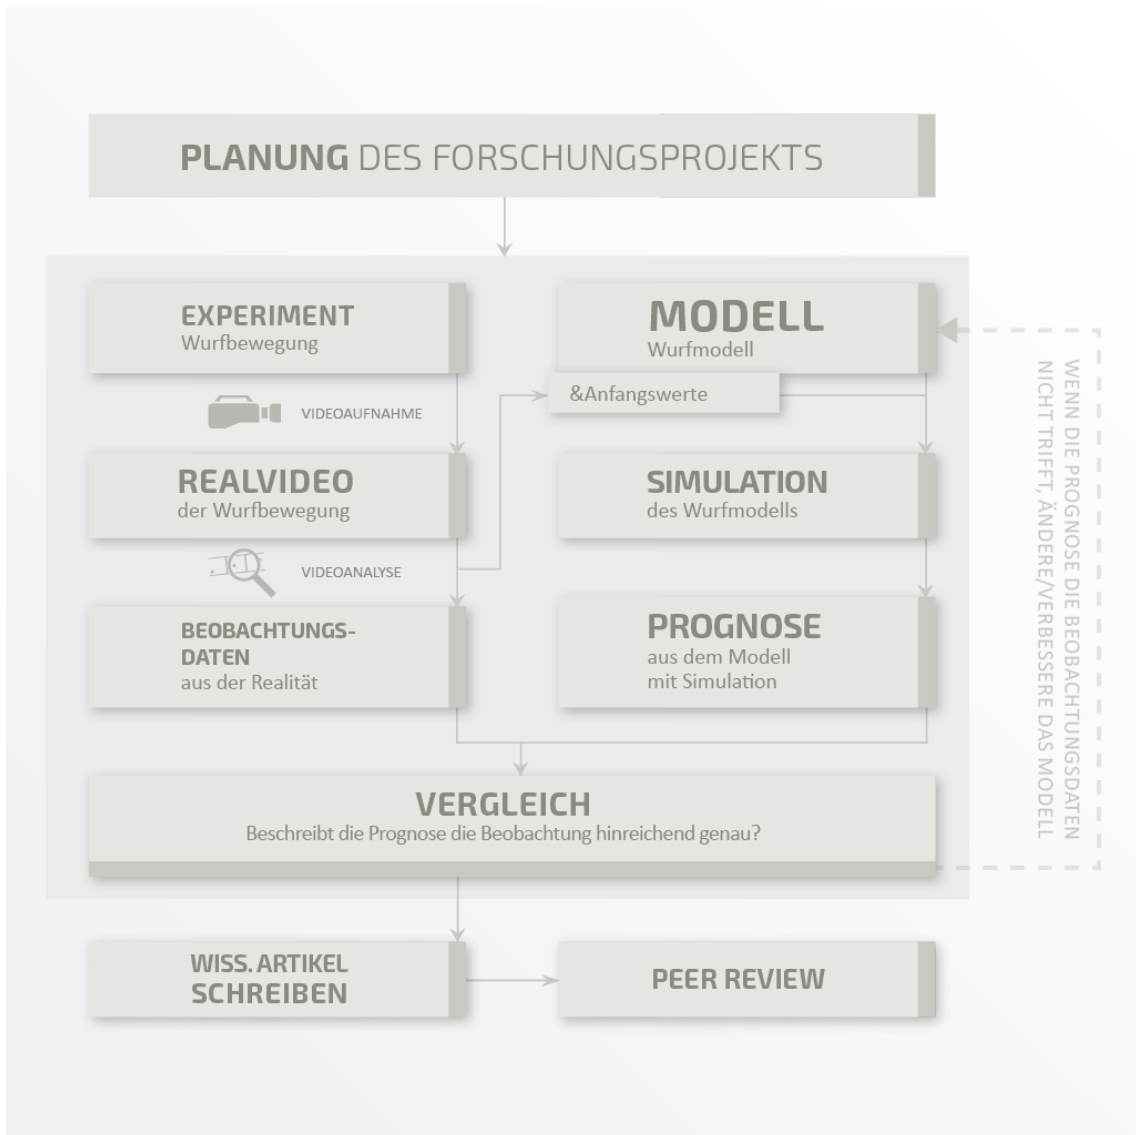 PLANUNG DES FORSCHUNGSPROJEKTS
EXPERIMENT
Wurfbewegung
MODELL
Wurfmodell
&Anfangswerte
VIDEOAUFNAHME
REALVIDEO
der Wurfbewegung
SIMULATION
des Wurfmodells
VIDEOANALYSE
BEOBACHTUNGS-
DATEN
aus der Realität
PROGNOSE
aus dem Modell
mit Simulation
VERGLEICH
Beschreibt die Prognose die Beobachtung hinreichend genau?
WENN DIE PROGNOSE DIE BEOBACHTUNGSDATEN
NICHT TRIFFT, ÄNDERE/VERBESSERE DAS MODELL
WISS. ARTIKEL
SCHREIBEN
PEER REVIEW